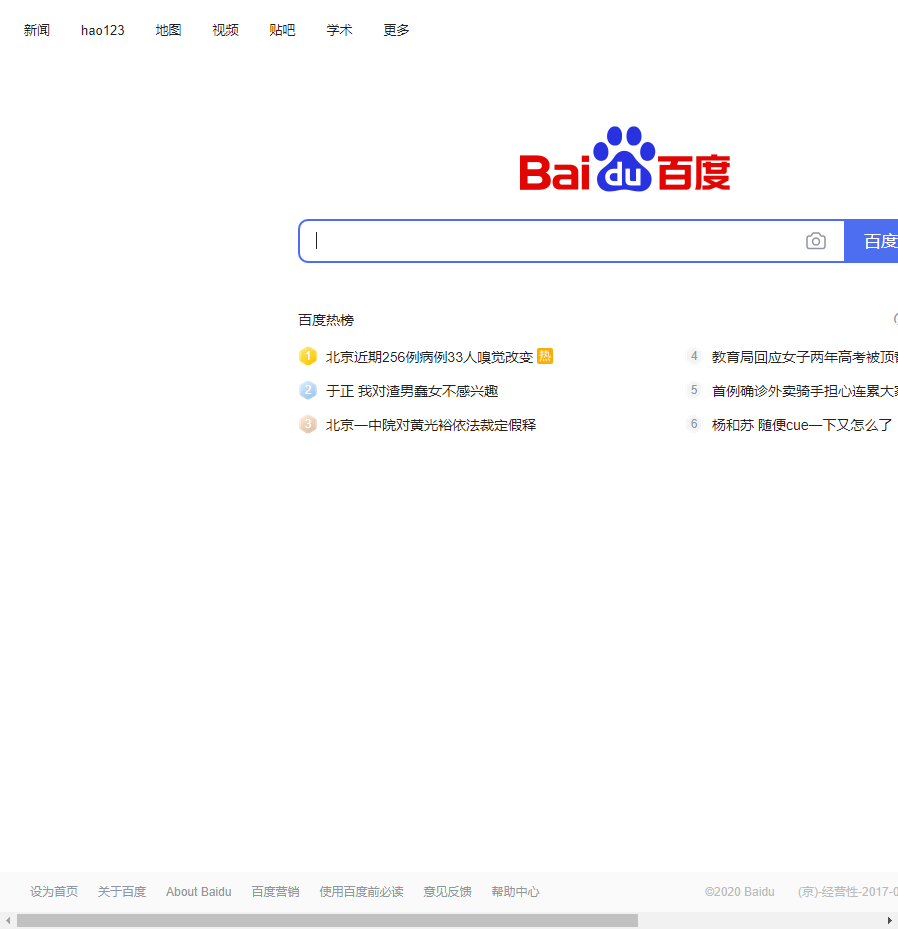 新闻 hao123 地图 视频 贴吧 学术 更多
Bai du 百度
百度
百度热榜
1 北京近期256例病例33人嗅觉改变 热
2 于正 我对渣男蠢女不感兴趣
3 北京一中院对黄光裕依法裁定假释
4 教育局回应女子两年高考被顶替
5 首例确诊外卖骑手担心连累大家
6 杨和苏 随便cue一下又怎么了
设为首页 关于百度 About Baidu 百度营销 使用百度前必读 意见反馈 帮助中心 ©2020 Baidu (京)-经营性-2017-0